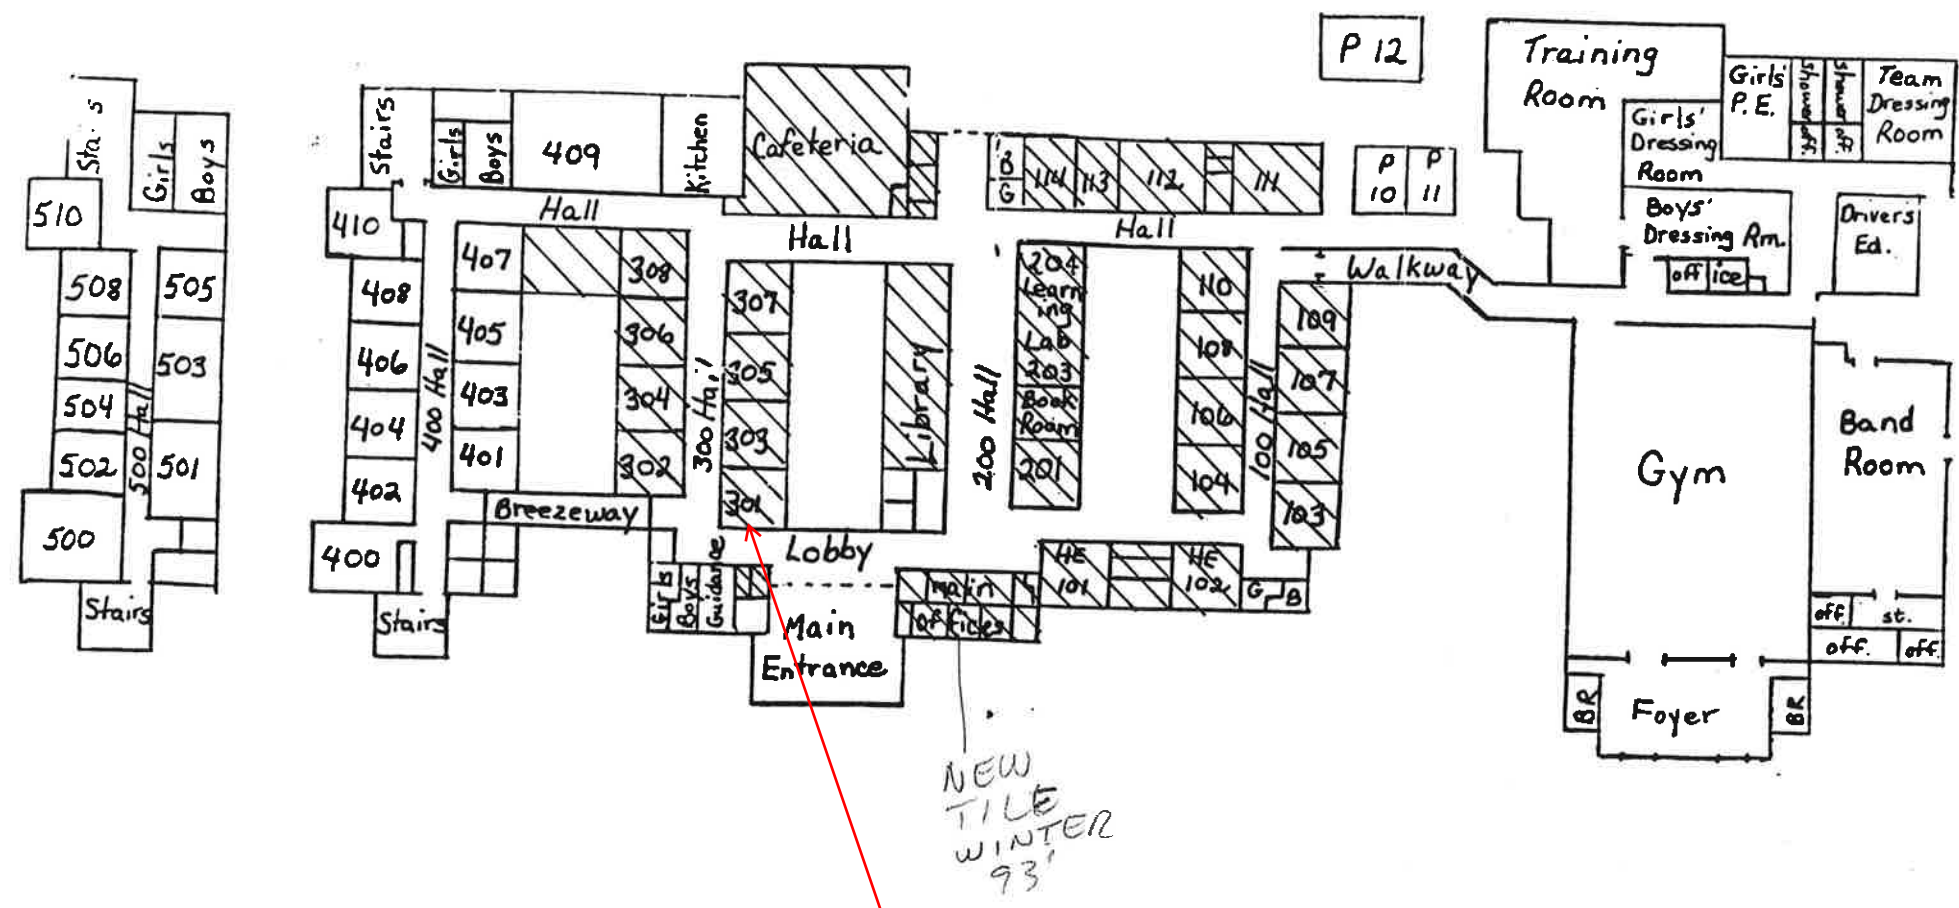 P 12
Training
Room
Girls'
P.E.
Shower
off.
Shower
off.
Team
Dressing
Room
Girls'
Dressing
Room
Boys'
Dressing Rm.
off ice
Drivers
Ed.
Stairs
Girls
Boys
510
508
505
506
503
504
502
500 Hall
501
500
Stairs
Stairs
Girls
Boys
409
Kitchen
Cafeteria
410
Hall
Hall
407
308
408
405
306
406
400 Hall
403
304
404
401
302
402
Breezeway
400
Stairs
300 Hall
307
305
303
301
Library
Lobby
Girls
Boys
Guidance
Main
Entrance
Main
Offices
B
G
114
113
112
111
P
10
P
11
Hall
Walkway
204
Learn
ing
Lab
203
Book
Room
201
200 Hall
110
108
106
104
100 Hall
109
107
105
103
HE
101
HE
102
G
B
Gym
Band
Room
off.
st.
off.
off.
BR
Foyer
BR
NEW
TILE
WINTER
93'